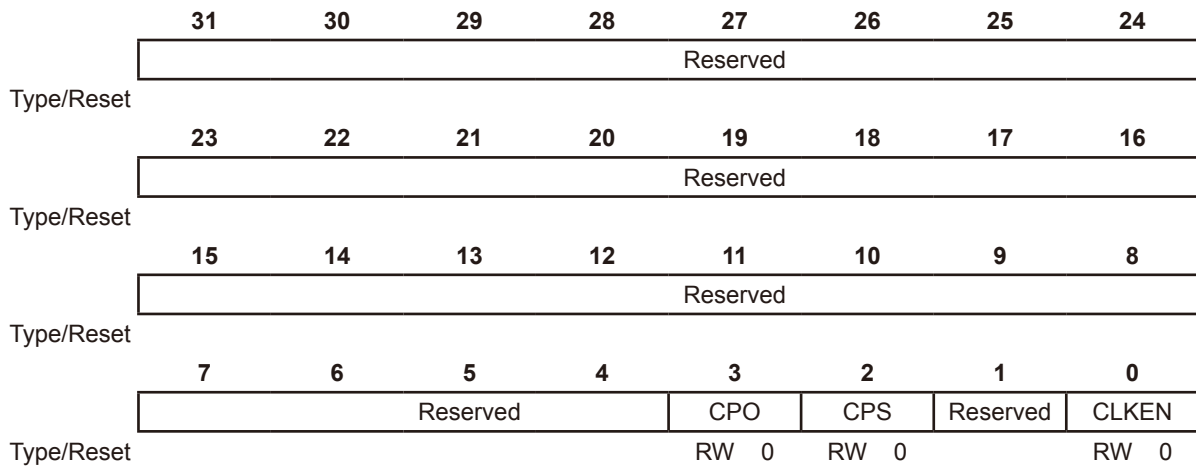 31 30 29 28 27 26 25 24
Reserved
Type/Reset
23 22 21 20 19 18 17 16
Reserved
Type/Reset
15 14 13 12 11 10 9 8
Reserved
Type/Reset
7 6 5 4 3 2 1 0
Reserved CPO CPS Reserved CLKEN
Type/Reset RW 0 RW 0 RW 0